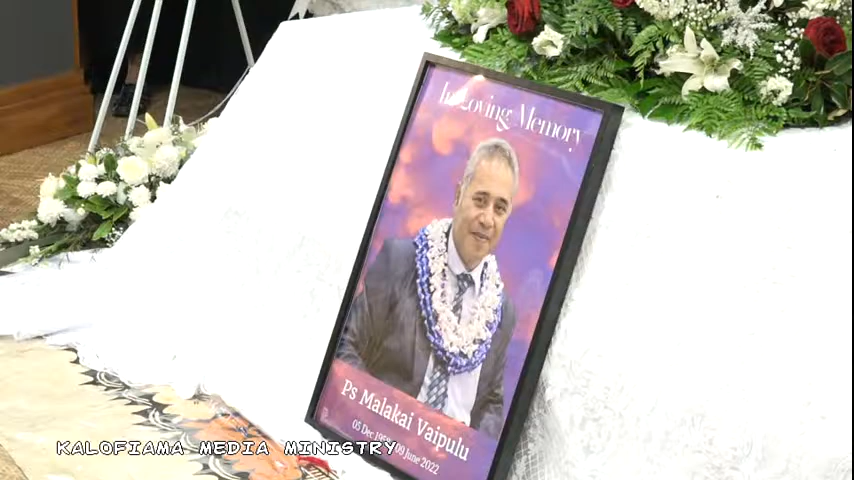 In Loving Memory
Ps Malakai Vaipulu
05 Dec - 09 June 2022
KALOFIAMA MEDIA MINISTRY